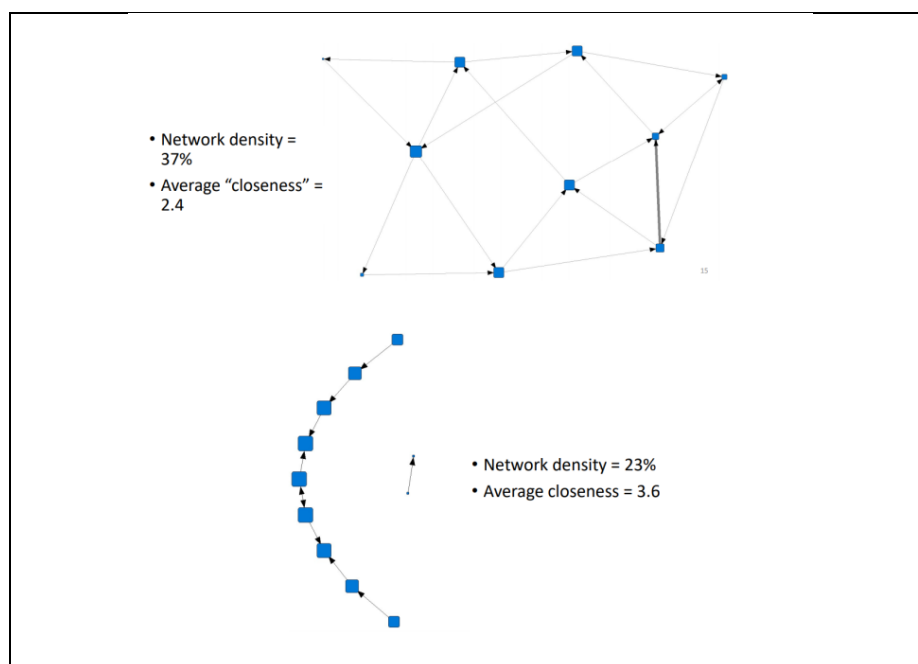 • Network density =
37%
• Average “closeness” =
2.4
15
• Network density = 23%
• Average closeness = 3.6